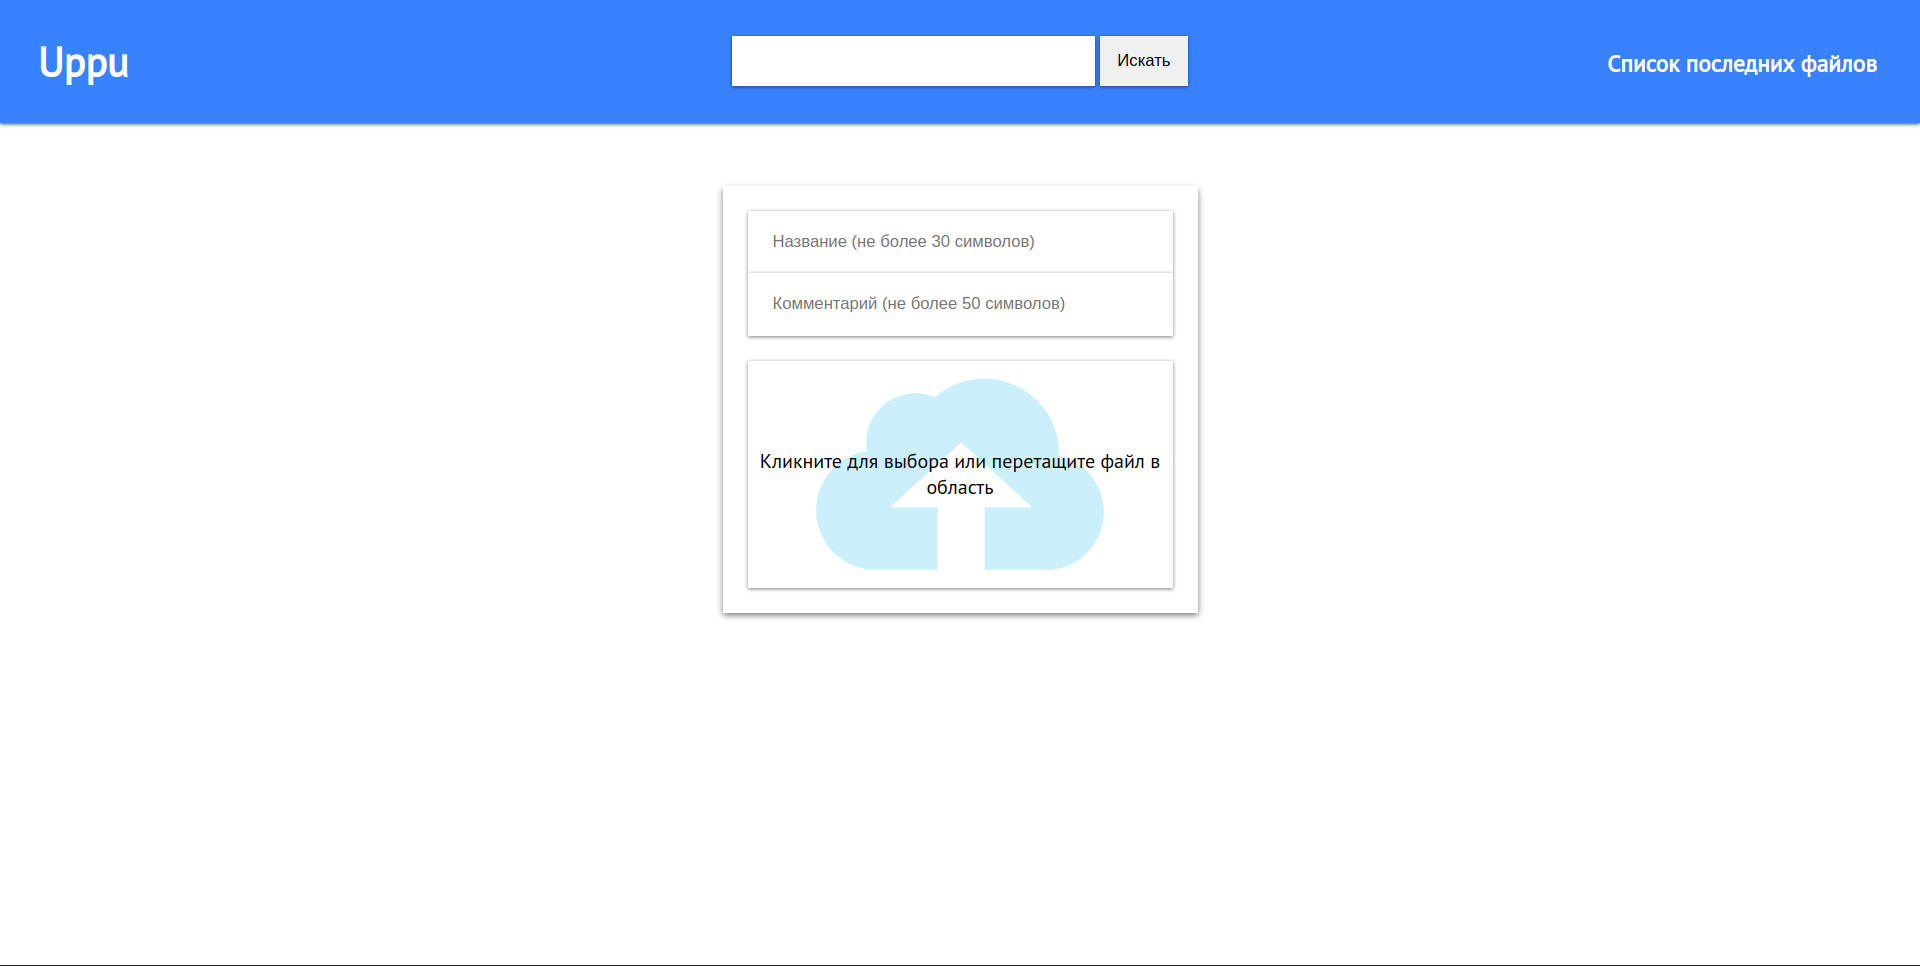 Uppu
Искать
Список последних файлов
Название (не более 30 символов)
Комментарий (не более 50 символов)
Кликните для выбора или перетащите файл в
область